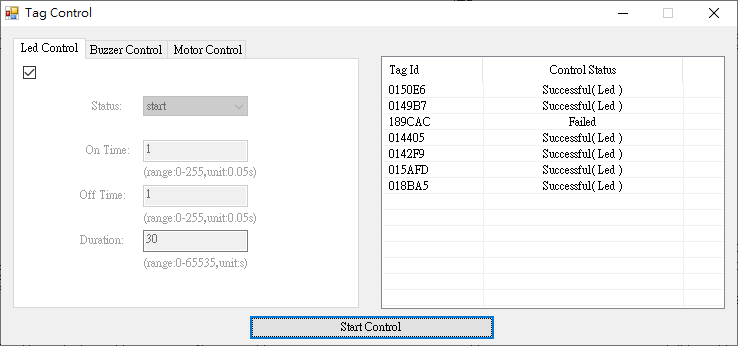 Tag Control
Led Control Buzzer Control Motor Control
Status: start
On Time: 1
(range:0-255,unit:0.05s)
Off Time: 1
(range:0-255,unit:0.05s)
Duration: 30
(range:0-65535,unit:s)
Tag Id Control Status
0150E6 Successful( Led )
0149B7 Successful( Led )
189CAC Failed
014405 Successful( Led )
0142F9 Successful( Led )
015AFD Successful( Led )
018BA5 Successful( Led )
Start Control